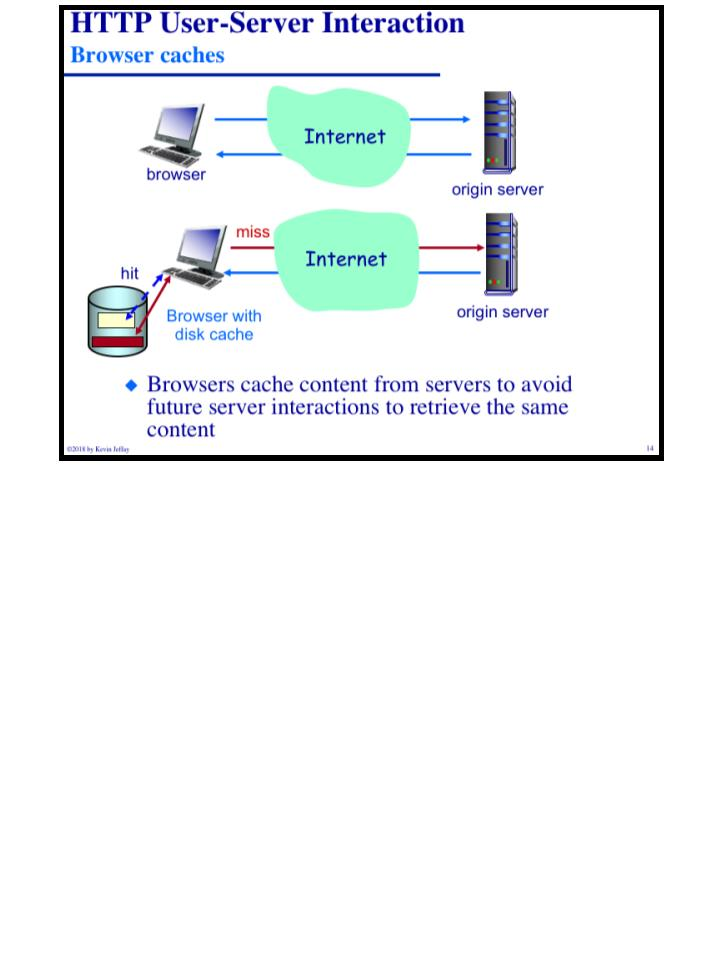 HTTP User-Server Interaction
Browser caches
Internet
browser
origin server
miss
Internet
hit
origin server
Browser with
disk cache
◆ Browsers cache content from servers to avoid
future server interactions to retrieve the same
content
©2018 by Kevin Jeffay
14